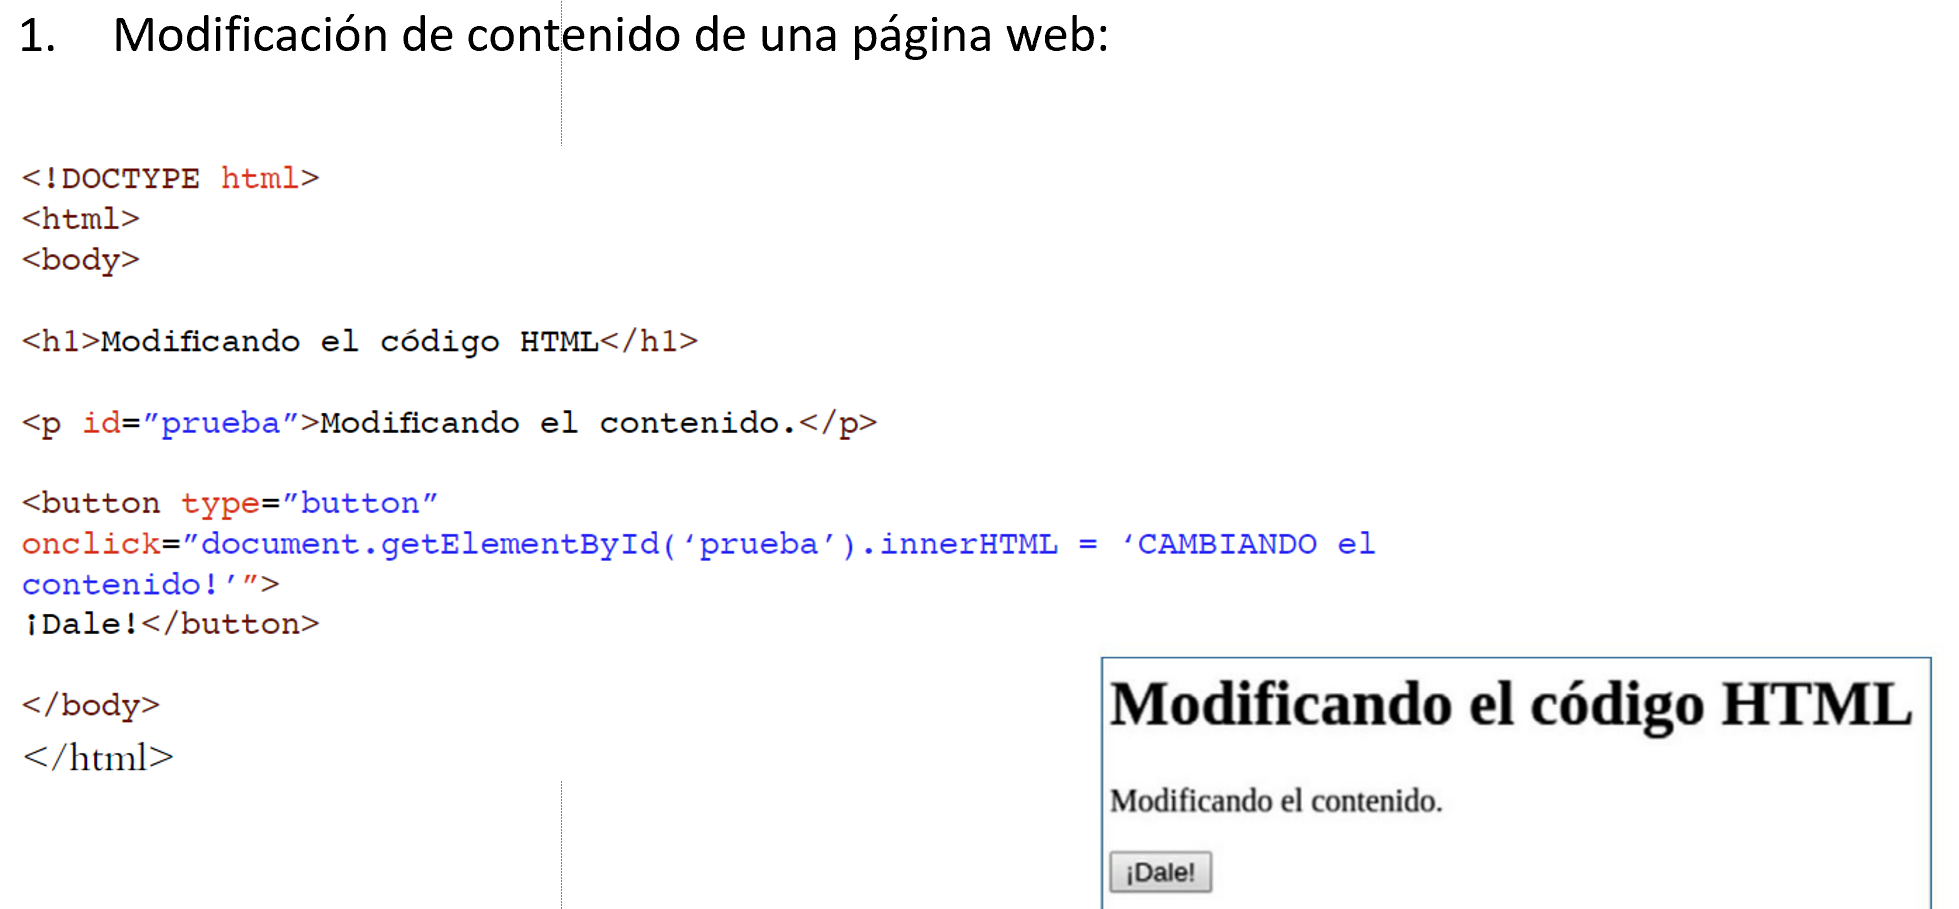 1. Modificación de contenido de una página web:
<!DOCTYPE html>
<html>
<body>
<h1>Modificando el código HTML</h1>
<p id=”prueba”>Modificando el contenido.</p>
<button type=”button”
onclick=”document.getElementById(‘prueba’).innerHTML = ‘CAMBIANDO el
contenido!’”>
¡Dale!</button>
</body>
</html>
Modificando el código HTML
Modificando el contenido.
¡Dale!